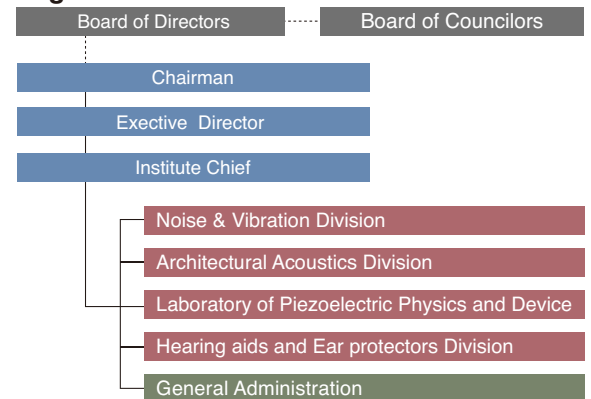 Board of Directors
Board of Councilors
Chairman
Exective Director
Institute Chief
Noise & Vibration Division
Architectural Acoustics Division
Laboratory of Piezoelectric Physics and Device
Hearing aids and Ear protectors Division
General Administration